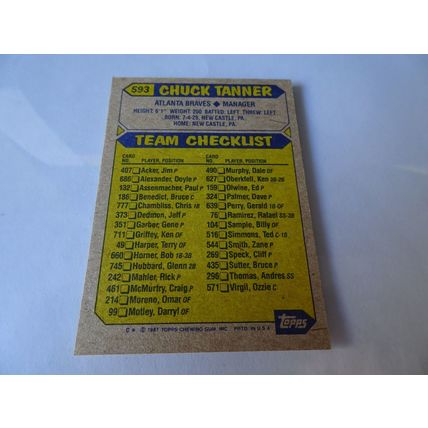 593 CHUCK TANNER
ATLANTA BRAVES ◆ MANAGER
HEIGHT: 6'1" WEIGHT: 250 BATTED: LEFT THREW: LEFT
BORN: 7-4-29, NEW CASTLE, PA.
HOME: NEW CASTLE, PA.
TEAM CHECKLIST
CARD NO. PLAYER, POSITION
407 Acker, Jim P
686 Alexander, Doyle P
132 Assenmacher, Paul P
186 Benedict, Bruce C
777 Chambliss, Chris 1B
373 Dedmon, Jeff P
351 Garber, Gene P
711 Griffey, Ken OF
49 Harper, Terry OF
660 Horner, Bob 1B-3B
745 Hubbard, Glenn 2B
242 Mahler, Rick P
461 McMurtry, Craig P
214 Moreno, Omar OF
99 Motley, Darryl OF
CARD NO. PLAYER, POSITION
490 Murphy, Dale OF
627 Oberkfell, Ken 3B-2B
159 Olwine, Ed P
324 Palmer, Dave P
639 Perry, Gerald 1B-OF
76 Ramirez, Rafael SS-3B
104 Sample, Billy OF
516 Simmons, Ted C-1B
544 Smith, Zane P
269 Speck, Cliff P
435 Sutter, Bruce P
296 Thomas, Andres SS
571 Virgil, Ozzie C
© 1987 TOPPS CHEWING GUM, INC. PRTD. IN U.S.A.
topps